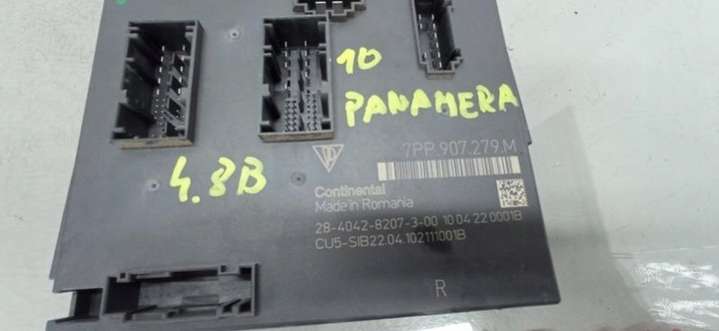 10
PANAMERA
4.8B
7PP.907.279.M
Continental
Made in Romania
28-4042-8207-3-00 10 04 22 0001B
CU5-SIB22.04.102111001B
R